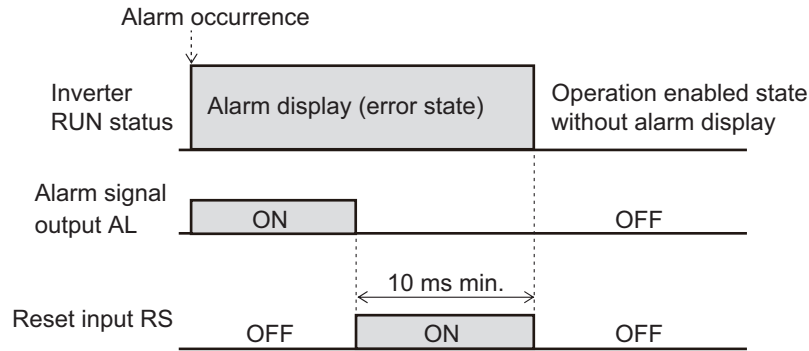 Alarm occurrence
Inverter
RUN status
Alarm display (error state)
Operation enabled state
without alarm display
Alarm signal
output AL
ON
OFF
10 ms min.
Reset input RS
OFF
ON
OFF